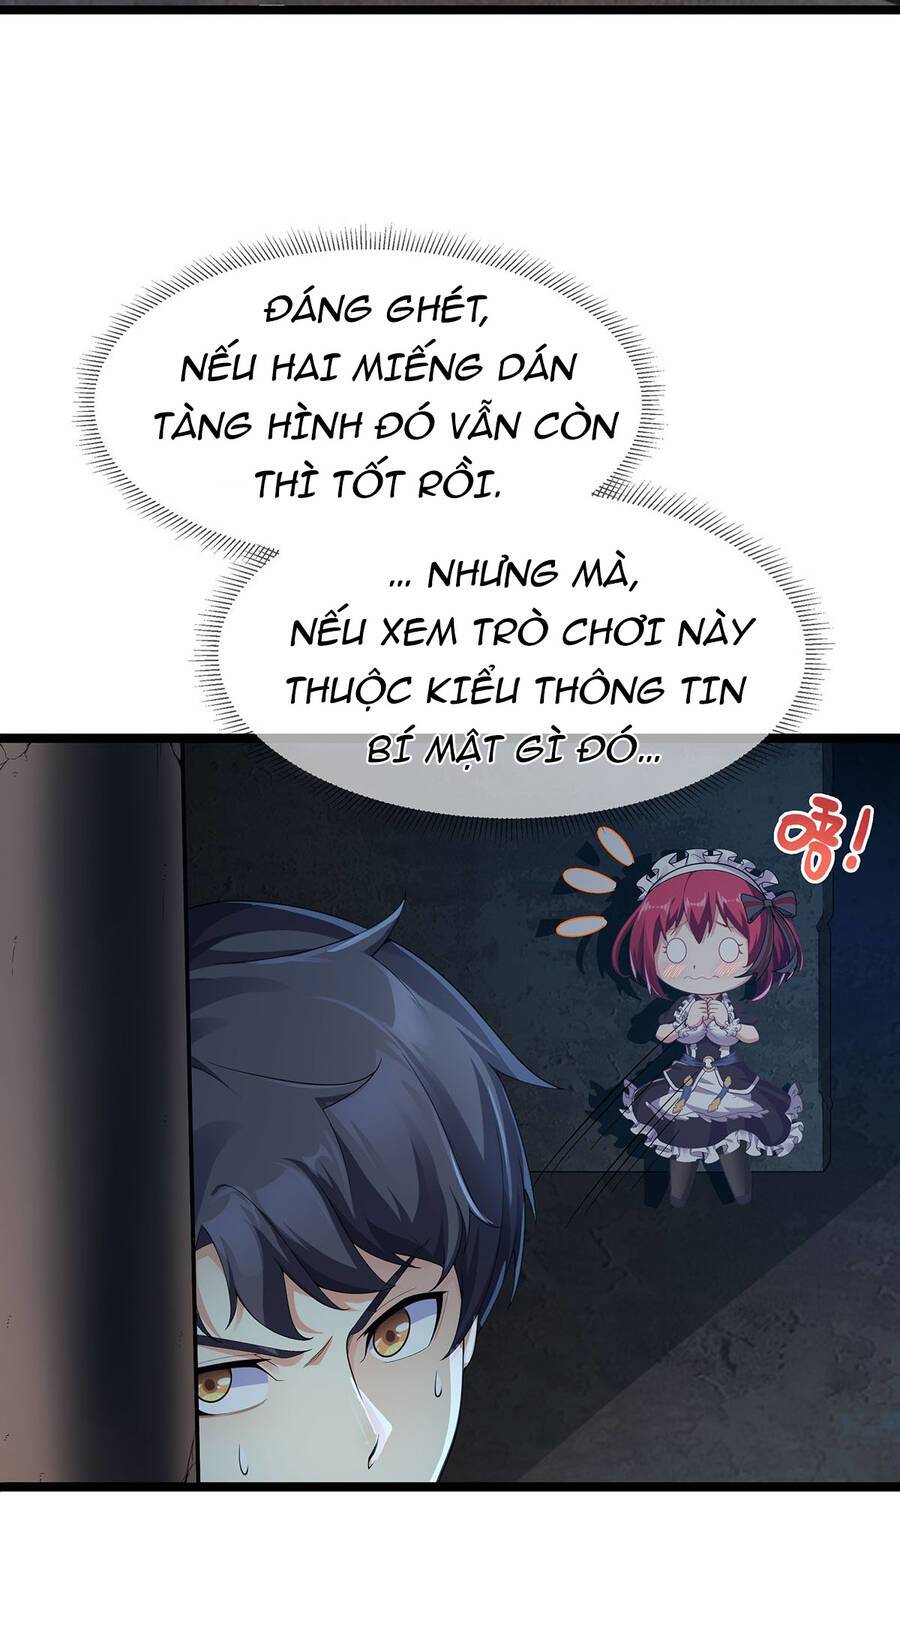 ĐÁNG GHÉT,
NẾU HAI MIẾNG DÁN
TÀNG HÌNH ĐÓ VẪN CÒN
THÌ TỐT RỒI.
... NHƯNG MÀ,
NẾU XEM TRÒ CHƠI NÀY
THUỘC KIỂU THÔNG TIN
BÍ MẬT GÌ ĐÓ...
唔!